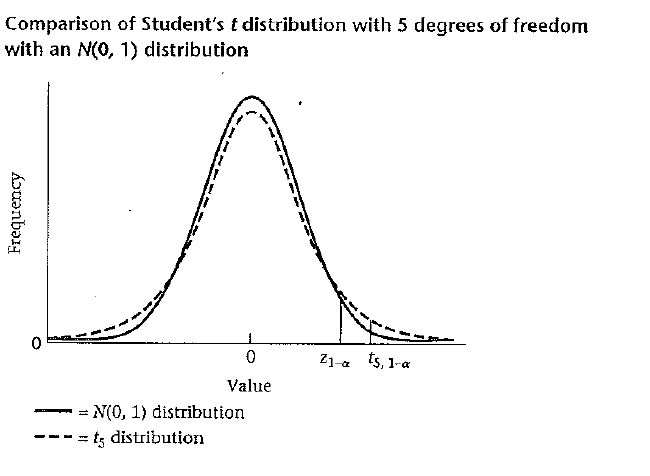 Comparison of Student's t distribution with 5 degrees of freedom
with an N(0, 1) distribution
Frequency
0
0
z1-α t5, 1-α
Value
= N(0, 1) distribution
= t5 distribution